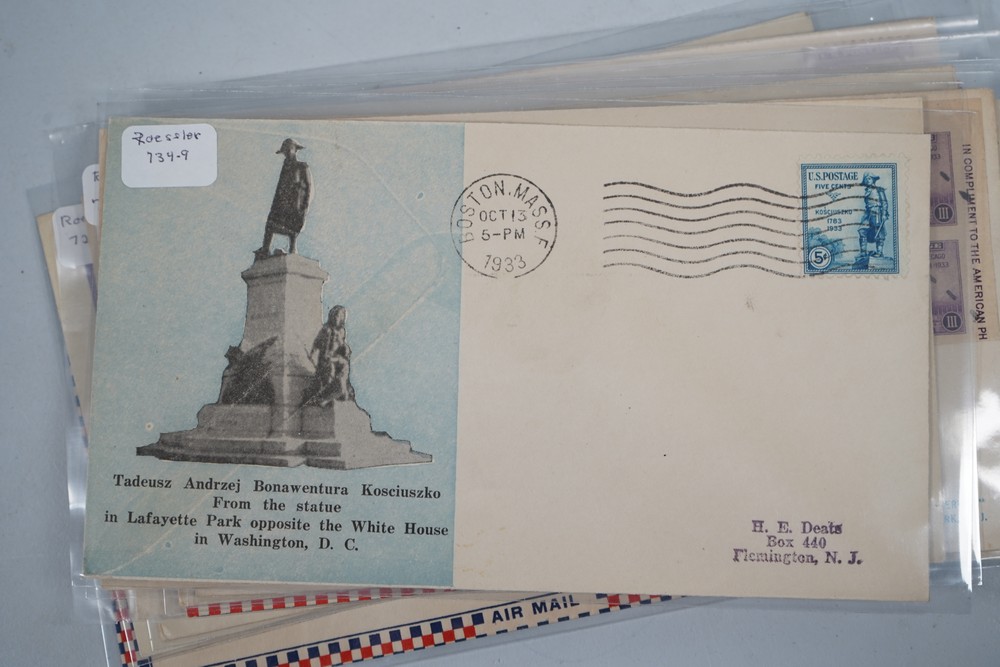 Roessler
734-9
Tadeusz Andrzej Bonawentura Kosciuszko
From the statue
in Lafayette Park opposite the White House
in Washington, D. C.
BOSTON, MASS.
OCT 13
5-PM
1933
U.S. POSTAGE
FIVE CENTS
KOSCIUSZKO
1783
1933
5¢
H. E. Deats
Box 440
Flemington, N. J.
IN COMPLIMENT TO THE AMERICAN PH
III
III
AIR MAIL